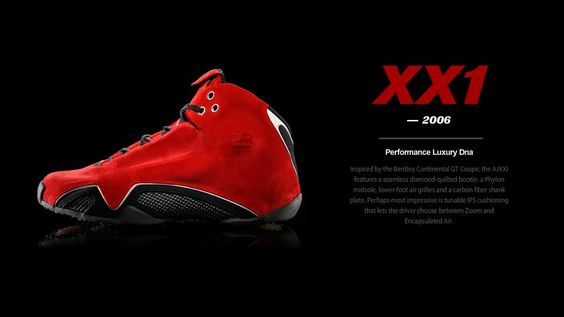 XX1
— 2006
Performance Luxury Dna
Inspired by the Bentley Continental GT Coupe, the AJXXI
features a seamless diamond-quilted bootie, a Phylon
midsole, lower-foot air grilles and a carbon fiber shank
plate. Perhaps most impressive is tunable IPS cushioning
that lets the driver choose between Zoom and
Encapsulated Air.